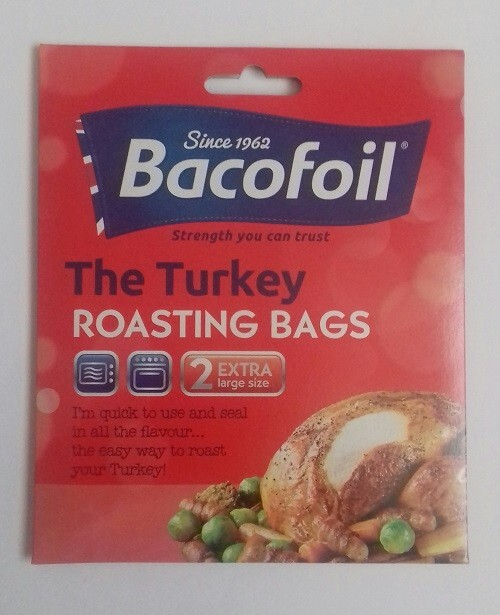 Since 1962
Bacofoil®
Strength you can trust
The Turkey
ROASTING BAGS
2 EXTRA
large size
I'm quick to use and seal
in all the flavour...
the easy way to roast
your Turkey!